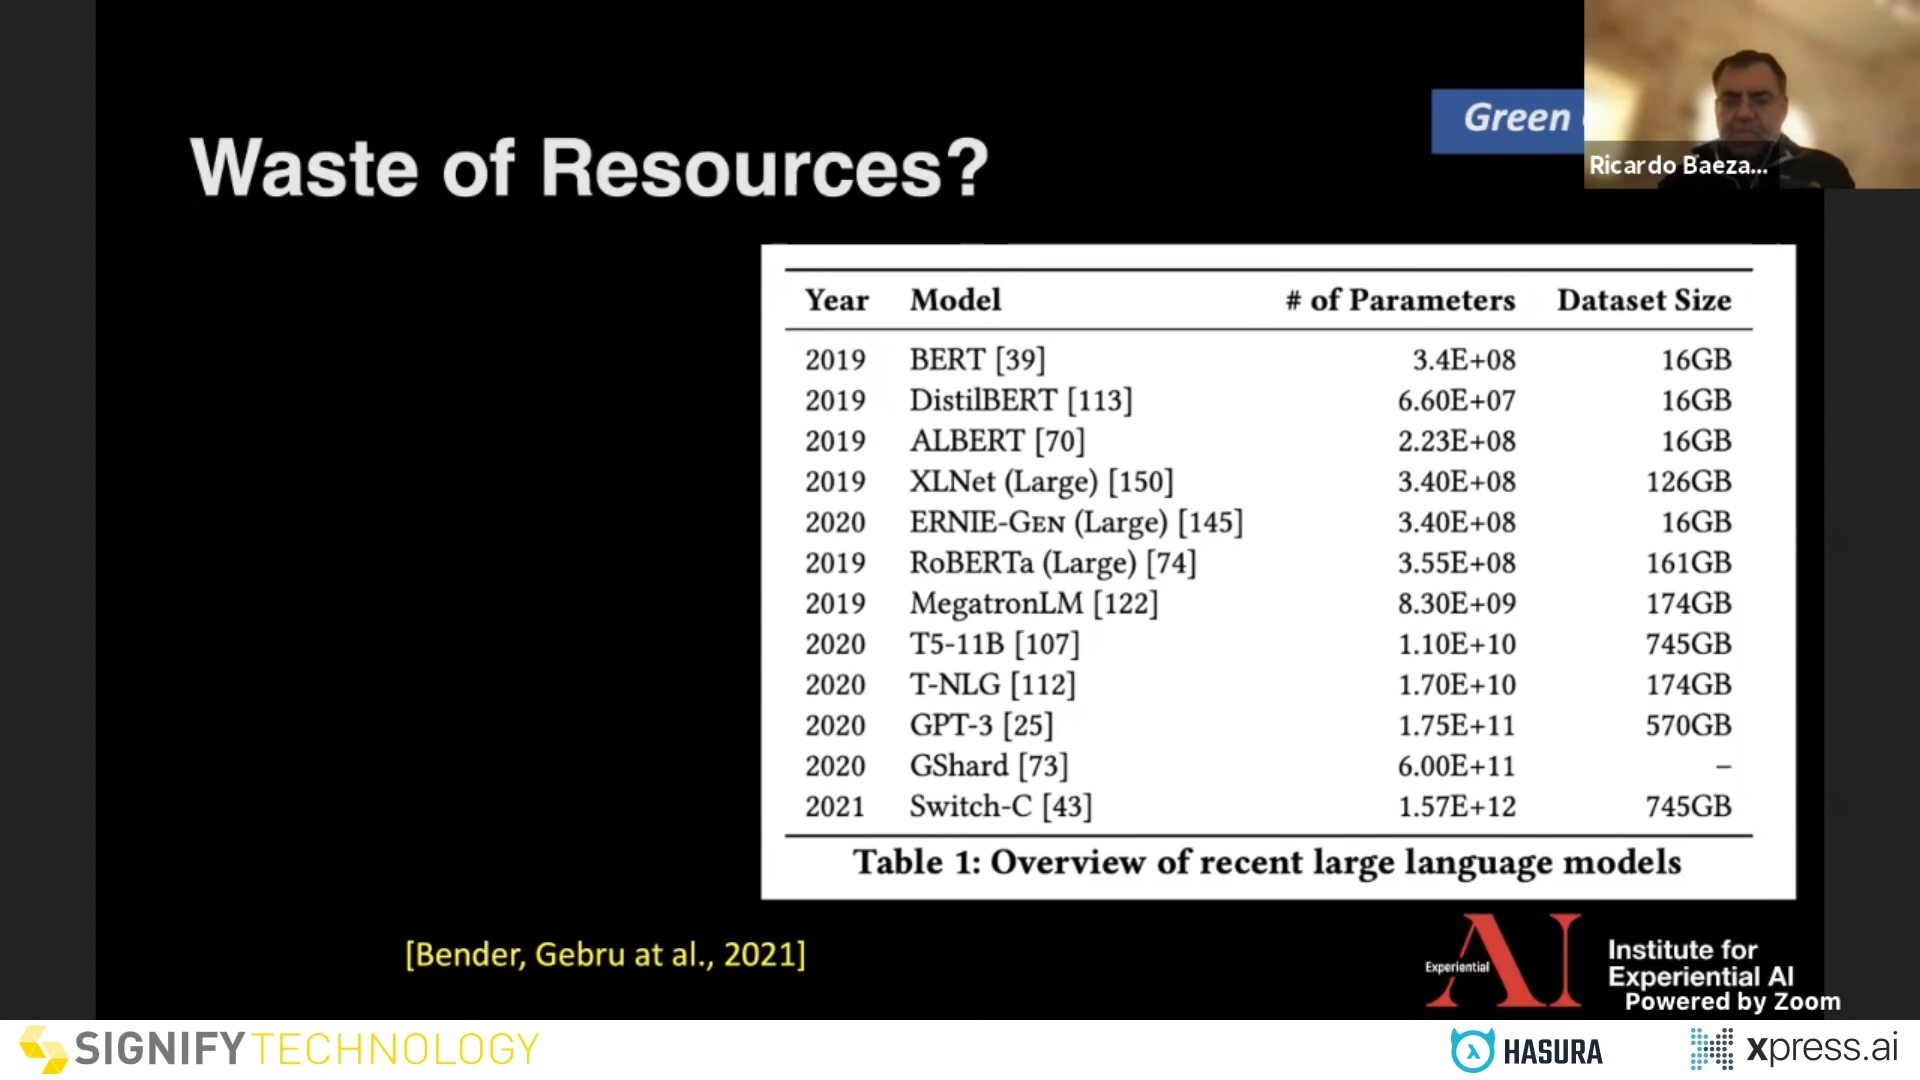 Green
Ricardo Baeza...
Waste of Resources?
Year Model # of Parameters Dataset Size
2019 BERT [39] 3.4E+08 16GB
2019 DistilBERT [113] 6.60E+07 16GB
2019 ALBERT [70] 2.23E+08 16GB
2019 XLNet (Large) [150] 3.40E+08 126GB
2020 ERNIE-GEN (Large) [145] 3.40E+08 16GB
2019 RoBERTa (Large) [74] 3.55E+08 161GB
2019 MegatronLM [122] 8.30E+09 174GB
2020 T5-11B [107] 1.10E+10 745GB
2020 T-NLG [112] 1.70E+10 174GB
2020 GPT-3 [25] 1.75E+11 570GB
2020 GShard [73] 6.00E+11 –
2021 Switch-C [43] 1.57E+12 745GB
Table 1: Overview of recent large language models
[Bender, Gebru at al., 2021]
Experiential AI
Institute for
Experiential AI
Powered by Zoom
SIGNIFY TECHNOLOGY
HASURA
xpress.ai